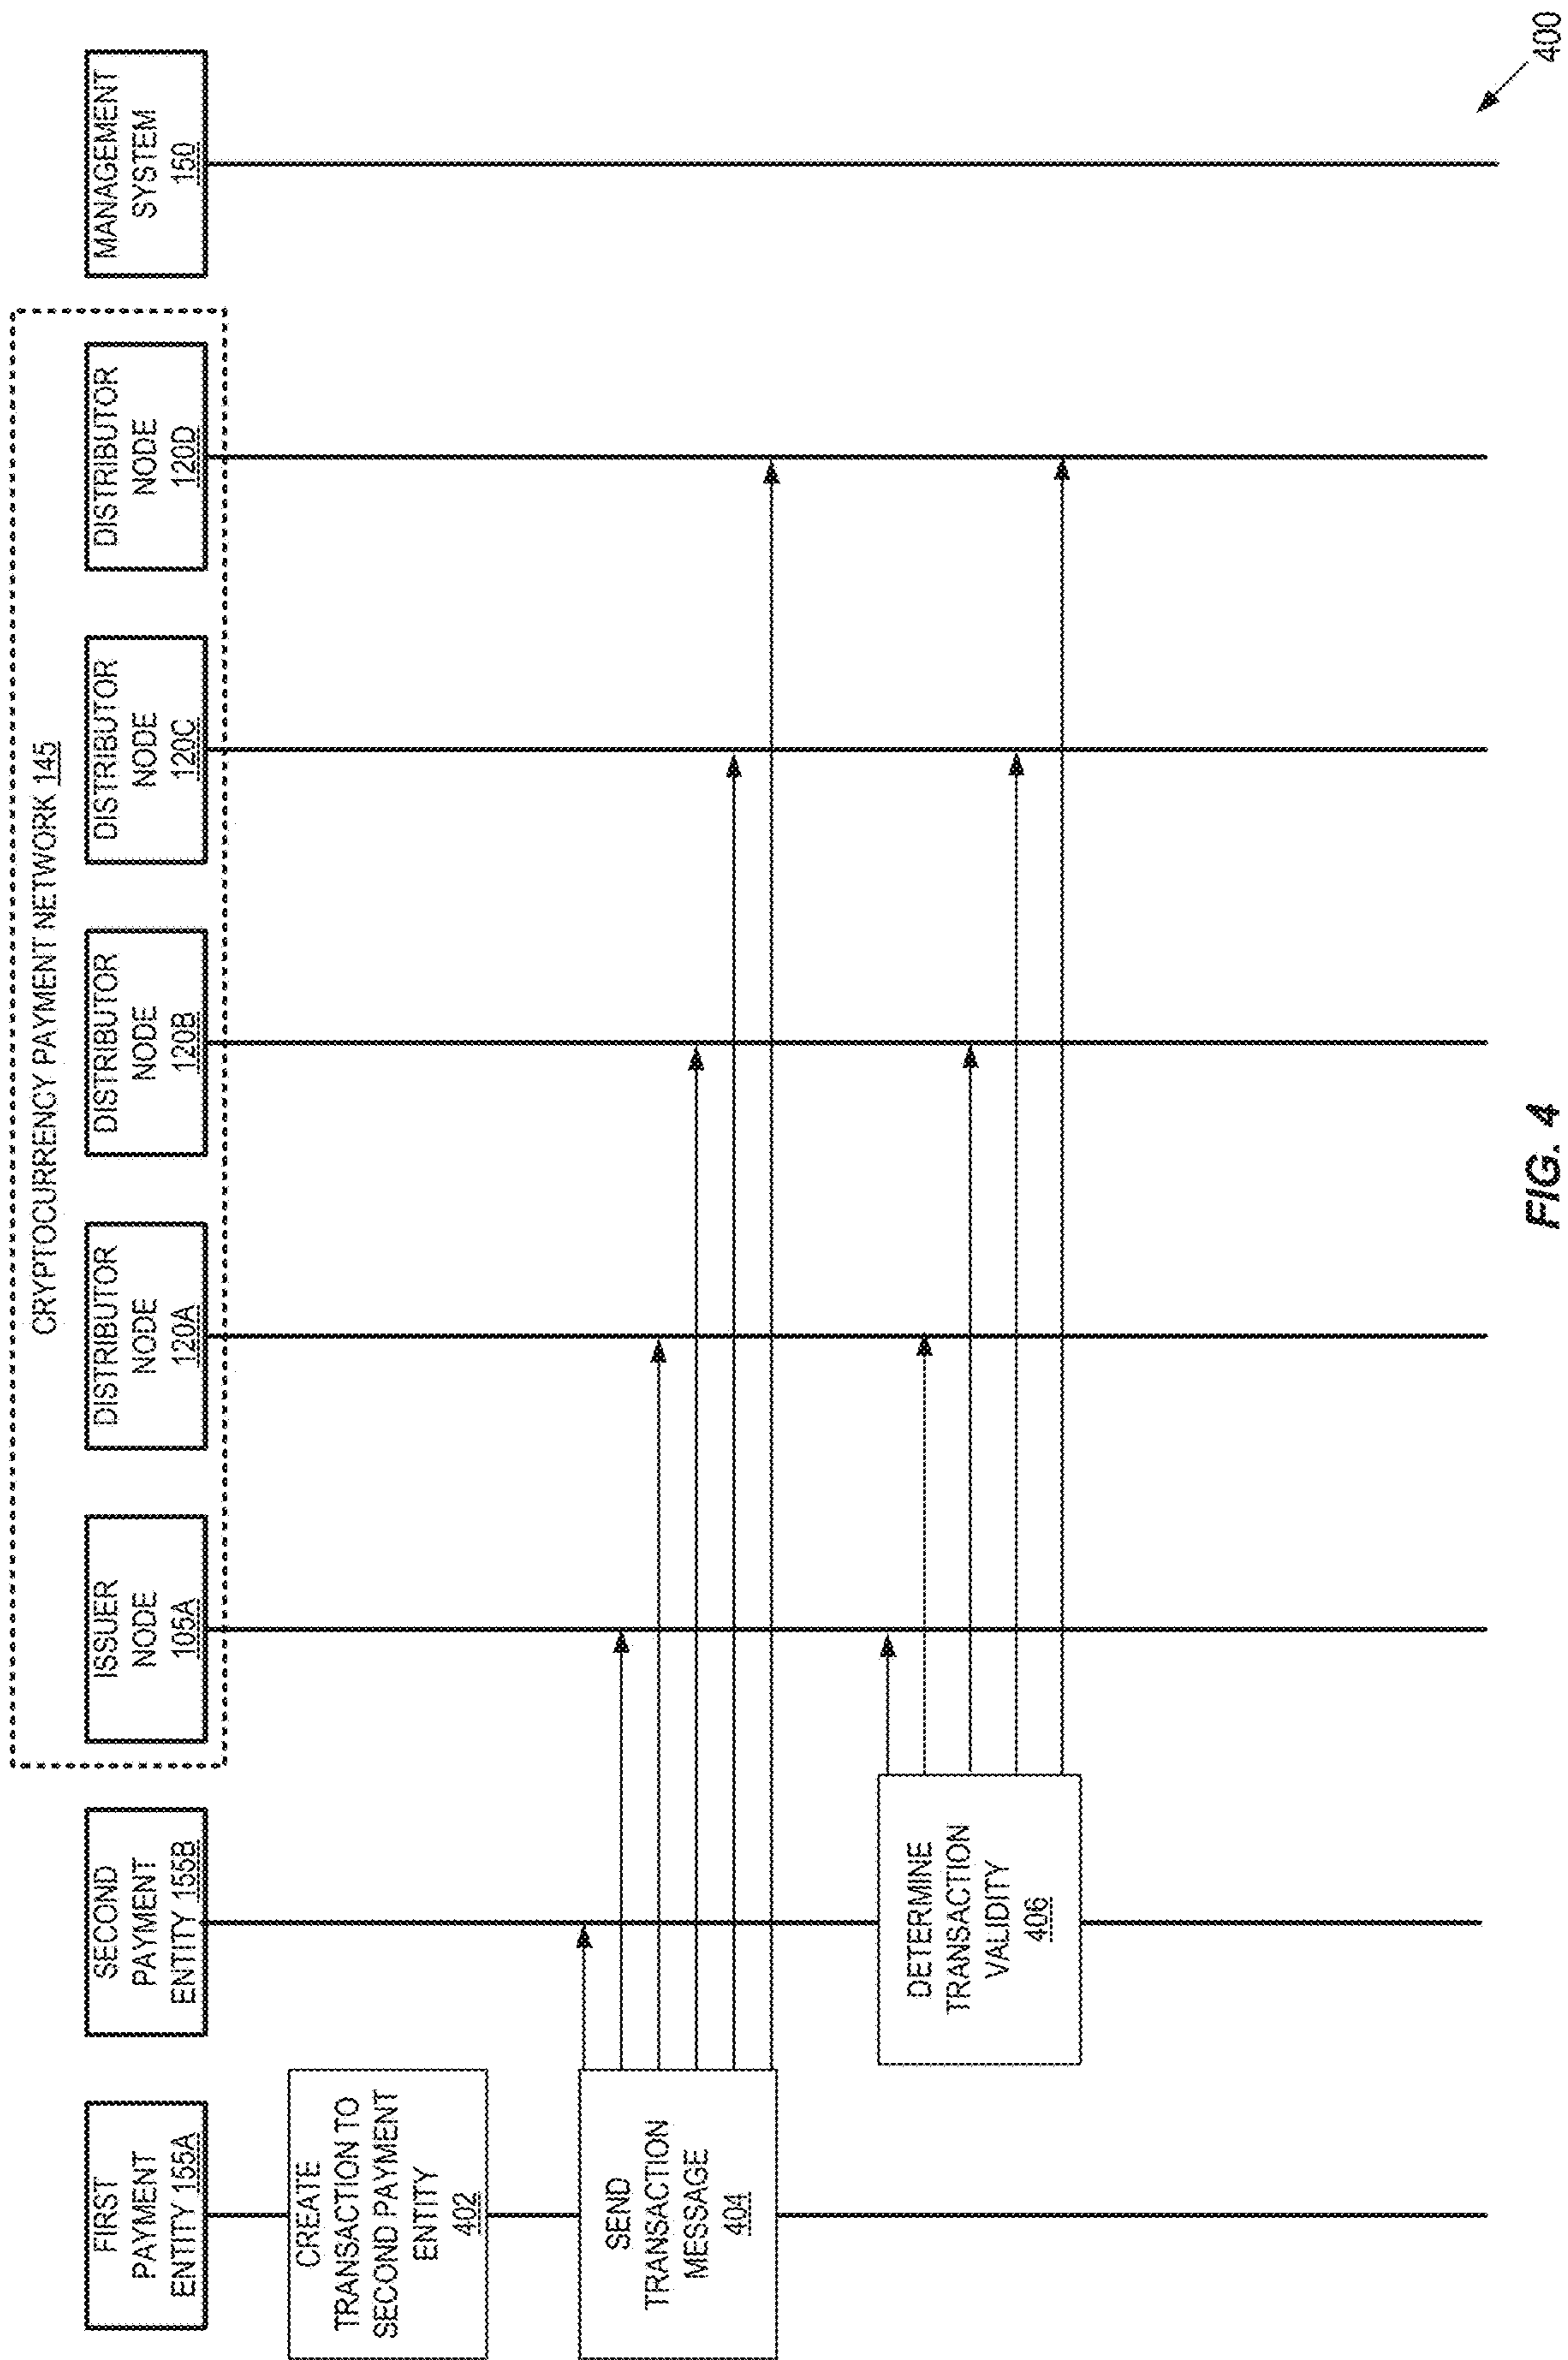 CRYPTOCURRENCY PAYMENT NETWORK 145
FIRST
PAYMENT
ENTITY 155A
SECOND
PAYMENT
ENTITY 155B
ISSUER
NODE
105A
DISTRIBUTOR
NODE
120A
DISTRIBUTOR
NODE
120B
DISTRIBUTOR
NODE
120C
DISTRIBUTOR
NODE
120D
MANAGEMENT
SYSTEM
150
CREATE
TRANSACTION TO
SECOND PAYMENT
ENTITY
402
SEND
TRANSACTION
MESSAGE
404
DETERMINE
TRANSACTION
VALIDITY
406
400
FIG. 4